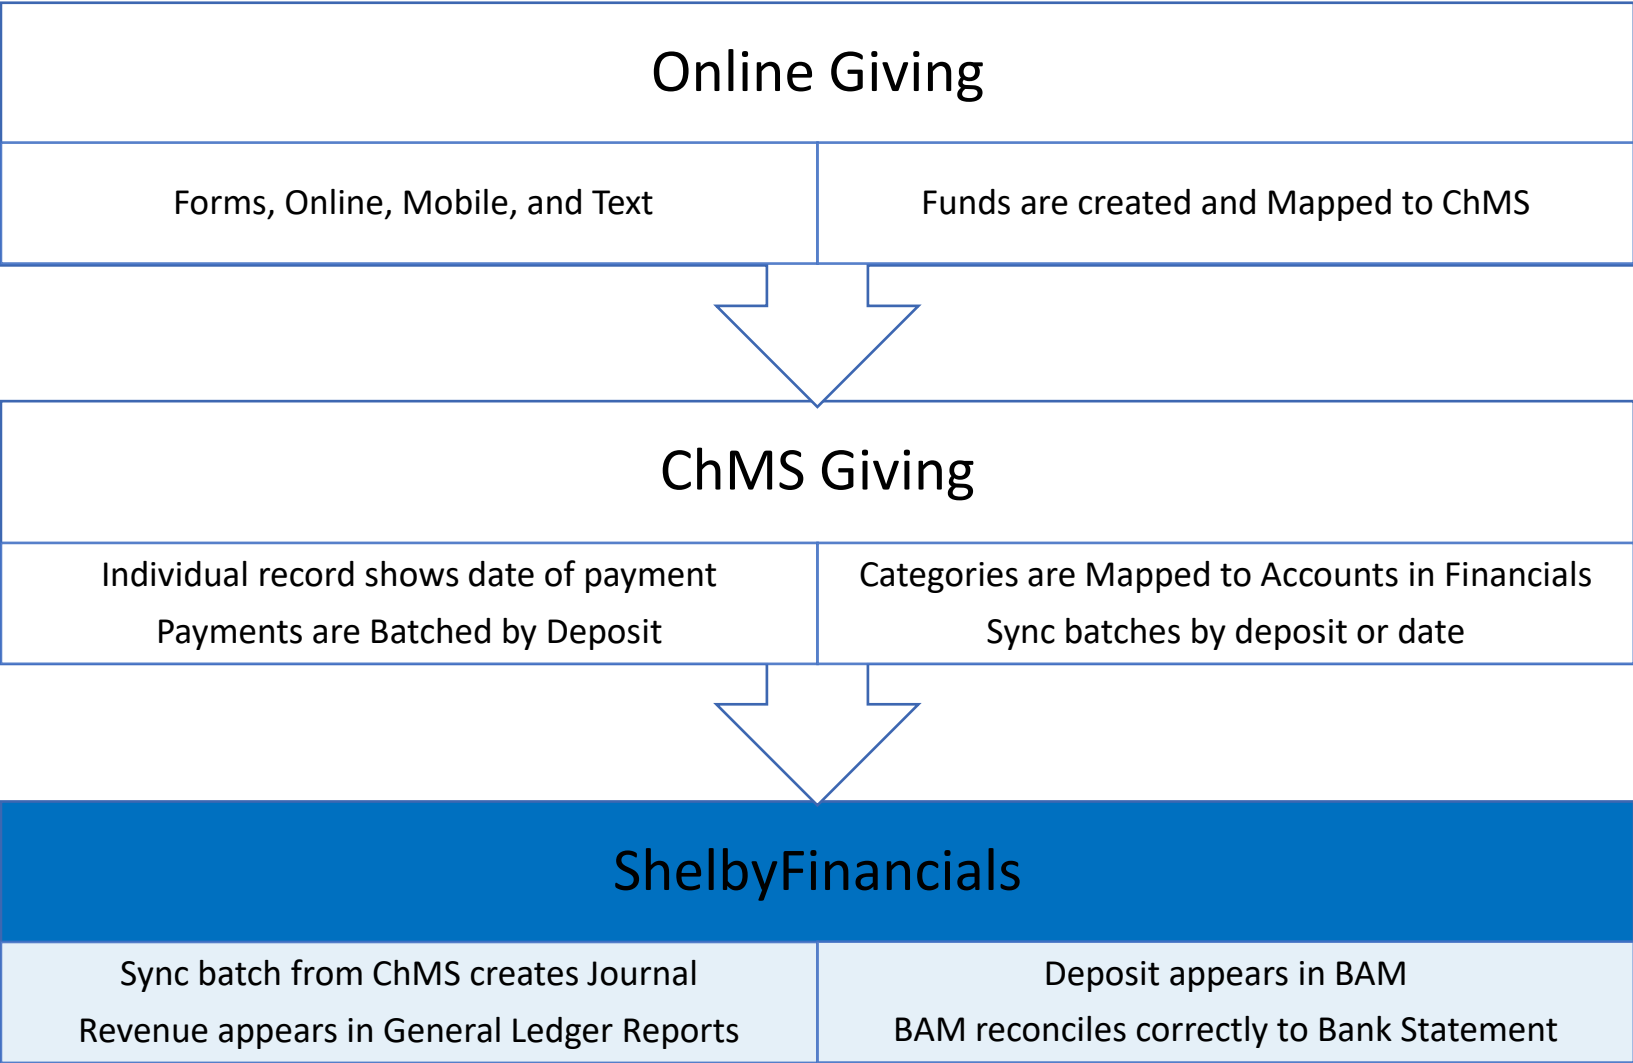 Online Giving
Forms, Online, Mobile, and Text
Funds are created and Mapped to ChMS
ChMS Giving
Individual record shows date of payment
Payments are Batched by Deposit
Categories are Mapped to Accounts in Financials
Sync batches by deposit or date
ShelbyFinancials
Sync batch from ChMS creates Journal
Revenue appears in General Ledger Reports
Deposit appears in BAM
BAM reconciles correctly to Bank Statement